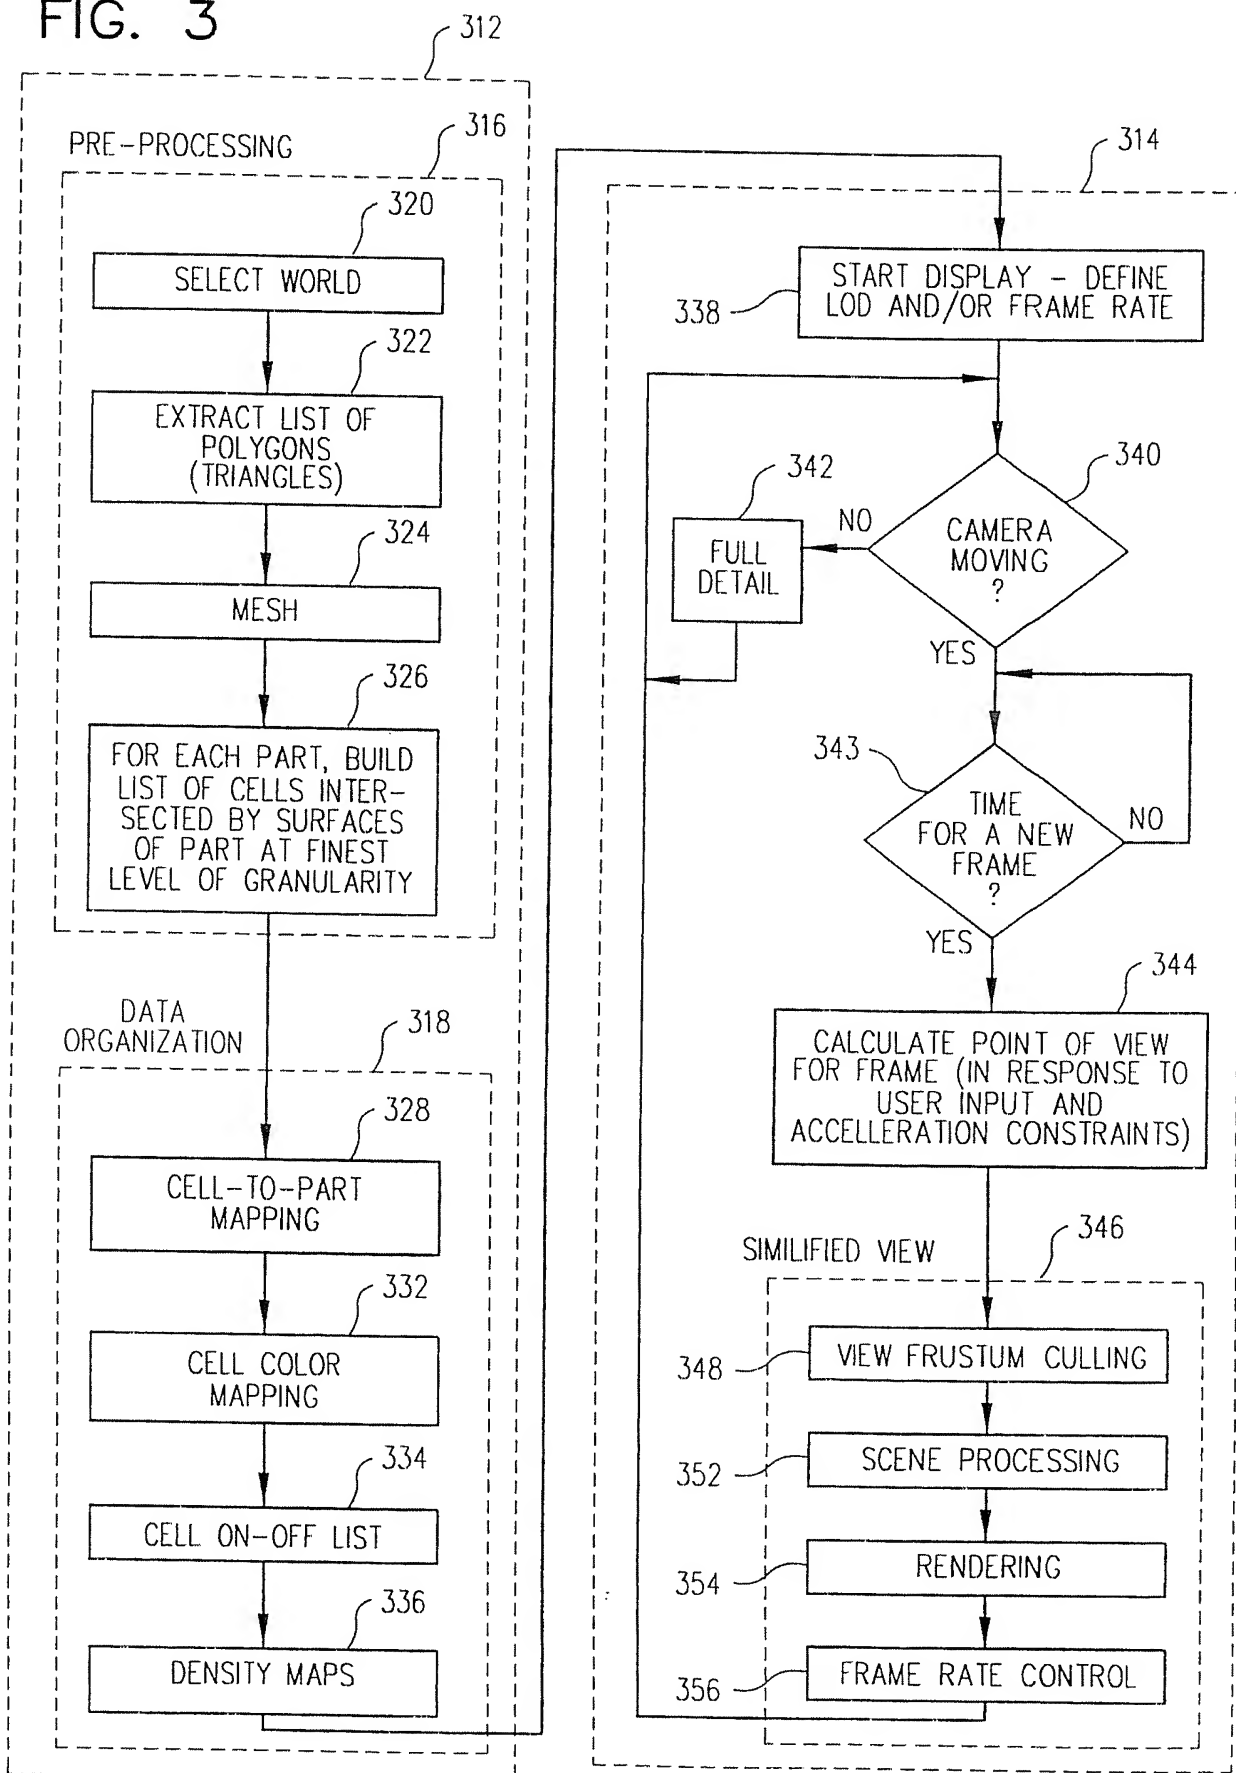 FIG. 3
312
PRE-PROCESSING
316
320
SELECT WORLD
322
EXTRACT LIST OF
POLYGONS
(TRIANGLES)
324
MESH
326
FOR EACH PART, BUILD
LIST OF CELLS INTER-
SECTED BY SURFACES
OF PART AT FINEST
LEVEL OF GRANULARITY
DATA
ORGANIZATION
318
328
CELL-TO-PART
MAPPING
332
CELL COLOR
MAPPING
334
CELL ON-OFF LIST
336
DENSITY MAPS
314
338
START DISPLAY - DEFINE
LOD AND/OR FRAME RATE
340
CAMERA
MOVING
?
NO
342
FULL
DETAIL
YES
343
TIME
FOR A NEW
FRAME
?
NO
YES
344
CALCULATE POINT OF VIEW
FOR FRAME (IN RESPONSE TO
USER INPUT AND
ACCELLERATION CONSTRAINTS)
SIMILIFIED VIEW
346
348
VIEW FRUSTUM CULLING
352
SCENE PROCESSING
354
RENDERING
356
FRAME RATE CONTROL